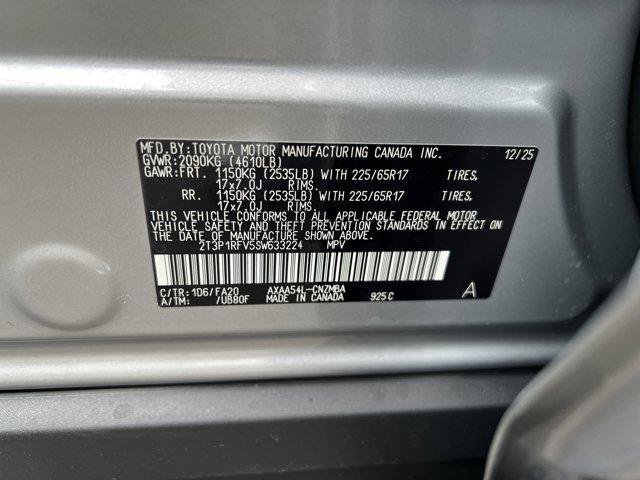 MFD.BY:TOYOTA MOTOR MANUFACTURING CANADA INC. 12/25
GVWR:2090KG (4610LB)
GAWR:FRT. 1150KG (2535LB) WITH 225/65R17 TIRES,
17x7.0J RIMS.
RR. 1150KG (2535LB) WITH 225/65R17 TIRES,
17x7.0J RIMS.
THIS VEHICLE CONFORMS TO ALL APPLICABLE FEDERAL MOTOR
VEHICLE SAFETY AND THEFT PREVENTION STANDARDS IN EFFECT
ON THE DATE OF MANUFACTURE SHOWN ABOVE.
2T3P1RFV5SW633224 MPV
C/TR:1D6/FA20 AXAA54L-CNZMBA
A/TM: /UB80F MADE IN CANADA 925C A